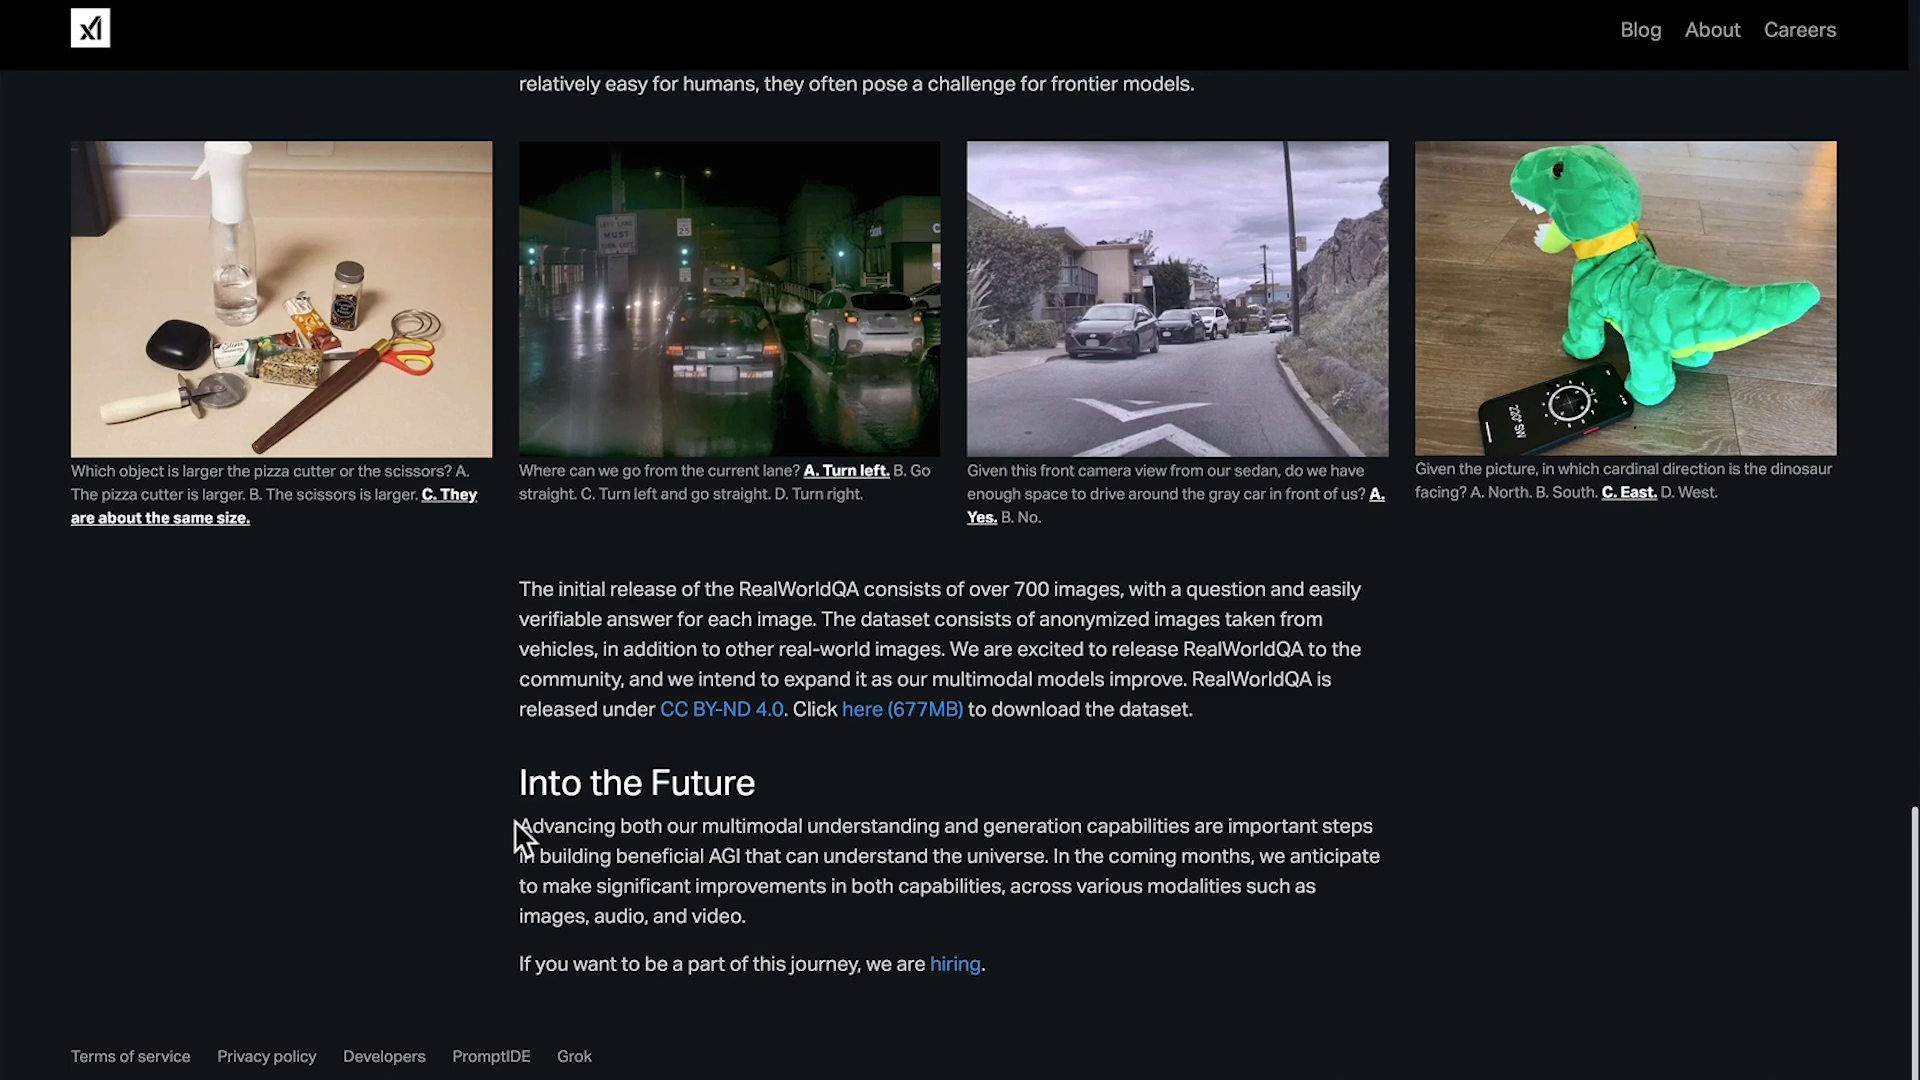 xI
Blog About Careers
relatively easy for humans, they often pose a challenge for frontier models.
LEFT LANE
MUST
TURN LEFT
25
220° SW
Which object is larger the pizza cutter or the scissors? A.
The pizza cutter is larger. B. The scissors is larger. C. They
are about the same size.
Where can we go from the current lane? A. Turn left. B. Go
straight. C. Turn left and go straight. D. Turn right.
Given this front camera view from our sedan, do we have
enough space to drive around the gray car in front of us? A.
Yes. B. No.
Given the picture, in which cardinal direction is the dinosaur
facing? A. North. B. South. C. East. D. West.
The initial release of the RealWorldQA consists of over 700 images, with a question and easily
verifiable answer for each image. The dataset consists of anonymized images taken from
vehicles, in addition to other real-world images. We are excited to release RealWorldQA to the
community, and we intend to expand it as our multimodal models improve. RealWorldQA is
released under CC BY-ND 4.0. Click here (677MB) to download the dataset.
Into the Future
Advancing both our multimodal understanding and generation capabilities are important steps
in building beneficial AGI that can understand the universe. In the coming months, we anticipate
to make significant improvements in both capabilities, across various modalities such as
images, audio, and video.
If you want to be a part of this journey, we are hiring.
Terms of service Privacy policy Developers PromptIDE Grok